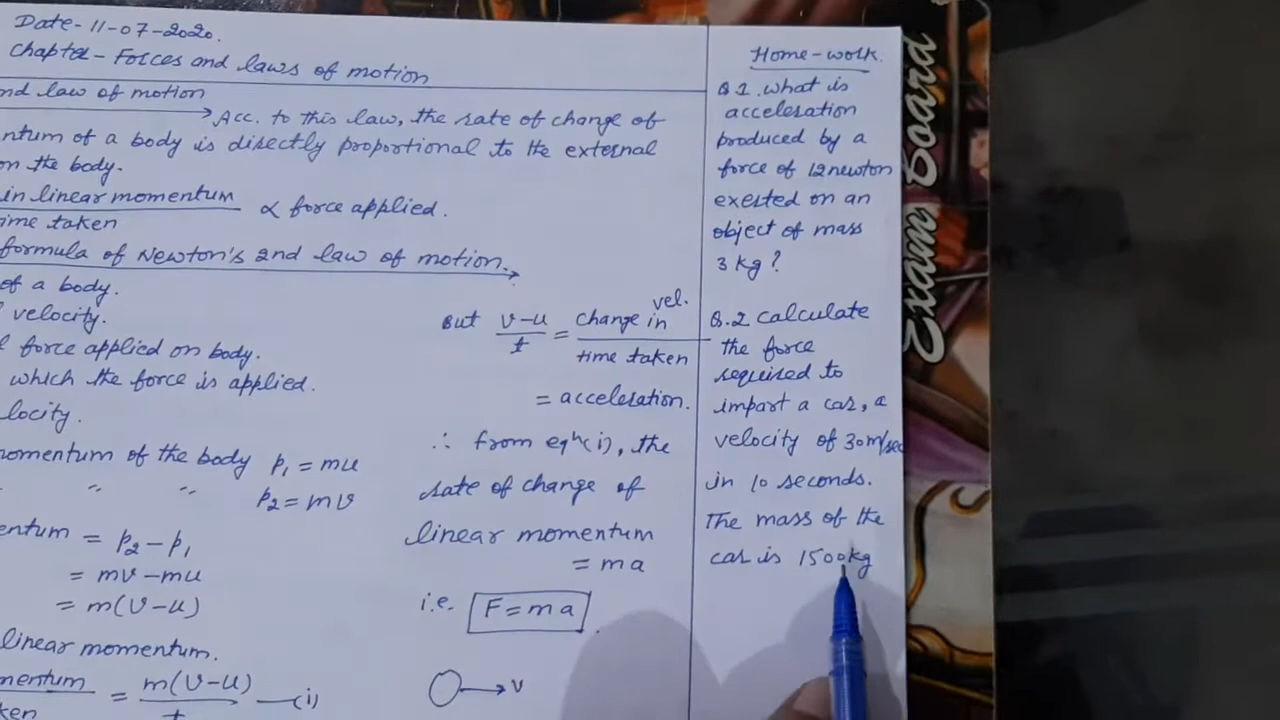 Date-11-07-2020.
Chapter-Forces and laws of motion
nd law of motion
Acc. to this law, the rate of change of
ntum of a body is directly proportional to the external
on the body.
in linear momentum
ime taken
∝ force applied.
formula of Newton's 2nd law of motion.
of a body.
velocity.
force applied on body.
which the force is applied.
locity.
momentum of the body p₁ = mu
" " p₂ = mv
entum = p₂ - p₁
= mv - mu
= m(v-u)
linear momentum.
mentum = m(v-u) —(i)
ken t
But v-u/t = change in vel./time taken
= acceleration.
∴ from eqⁿ(i), the
rate of change of
linear momentum
= ma
i.e. F = ma
v
Home-work.
Q.1. what is
acceleration
produced by a
force of 12 newton
exerted on an
object of mass
3 kg?
Q.2 calculate
the force
required to
impart a car, a
velocity of 30m/sec
in 10 seconds.
The mass of the
car is 1500kg
Exam Board